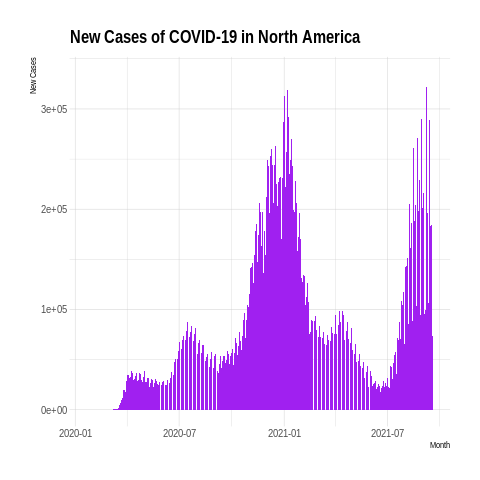 New Cases of COVID-19 in North America
New Cases
3e+05
2e+05
1e+05
0e+00
2020-01 2020-07 2021-01 2021-07
Month